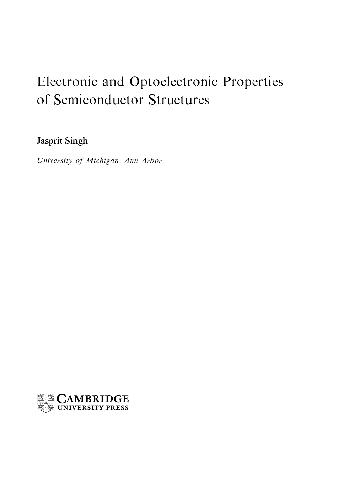 Electronic and Optoelectronic Properties
of Semiconductor Structures
Jasprit Singh
University of Michigan, Ann Arbor
CAMBRIDGE
UNIVERSITY PRESS